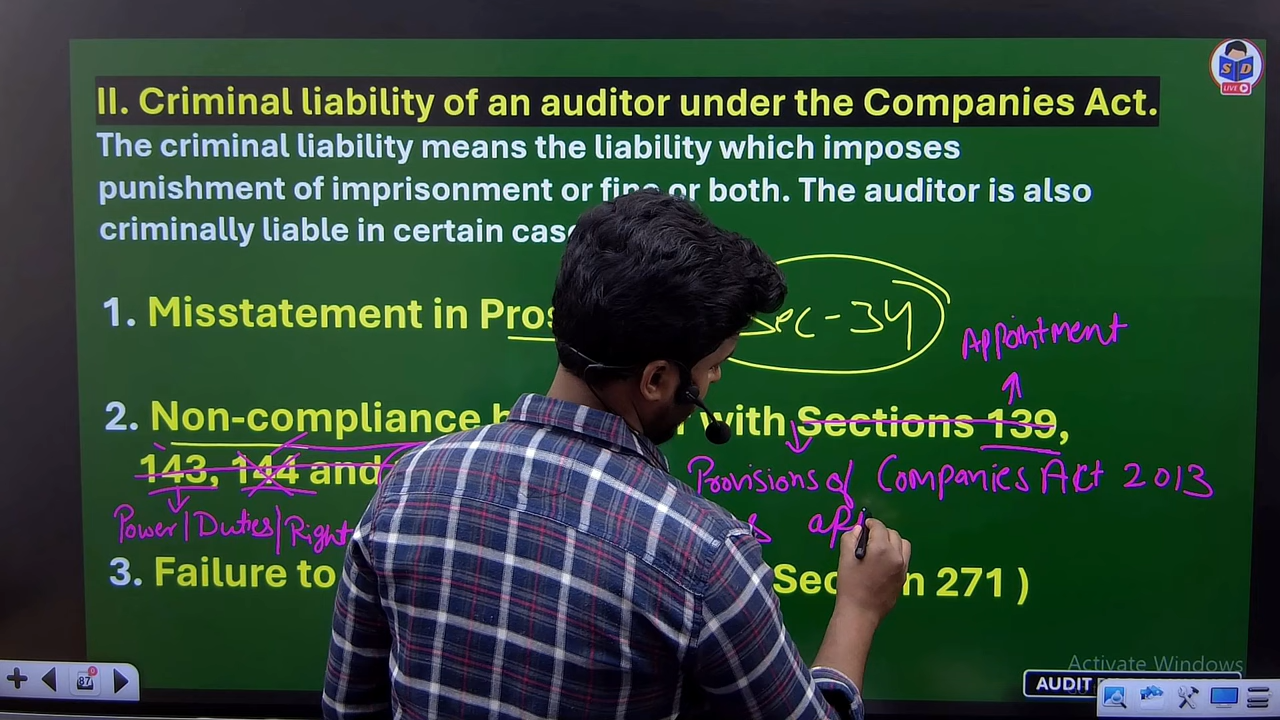 II. Criminal liability of an auditor under the Companies Act.
The criminal liability means the liability which imposes
punishment of imprisonment or fine or both. The auditor is also
criminally liable in certain
1. Misstatement in Sec-34
Appointment
2. Non-compliance with Sections 139,
143, 144 and
Provisions of Companies Act 2013
Power/Duties/Right
3. Failure to 271 )
Activate Windows
AUDIT
S D
LIVE
87